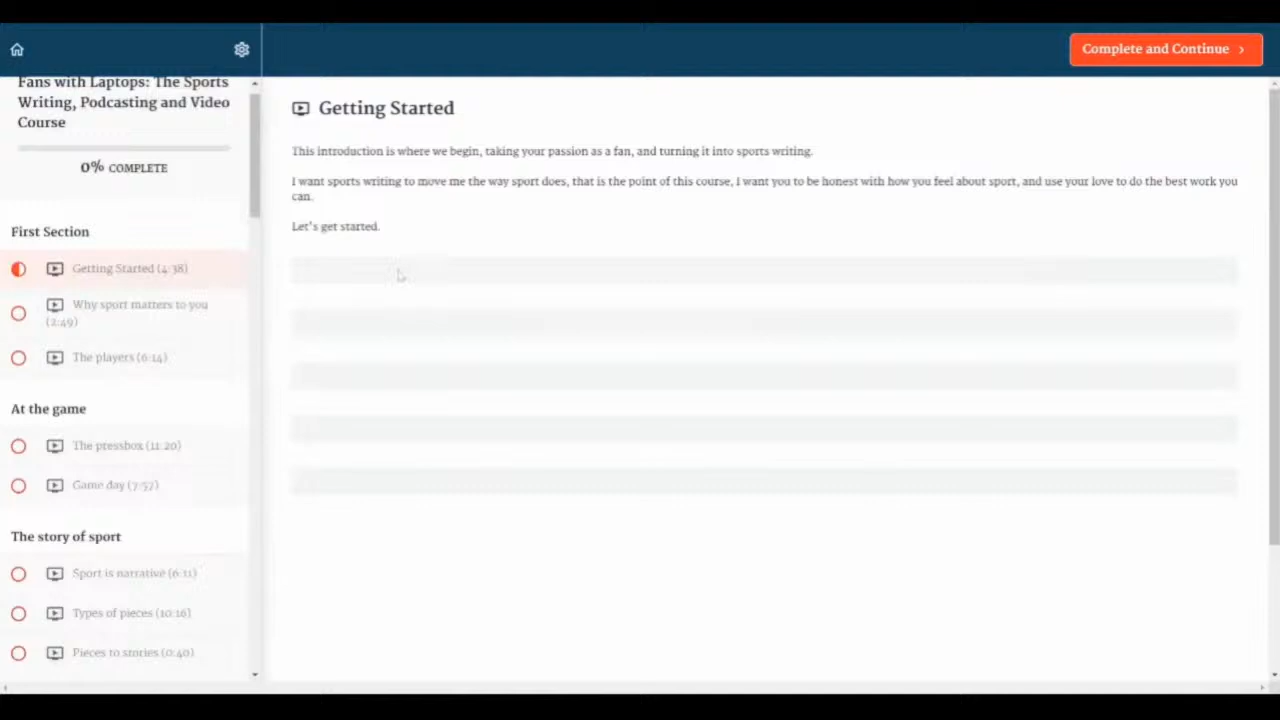 Complete and Continue
Fans with Laptops: The Sports
Writing, Podcasting and Video
Course
0% COMPLETE
First Section
Getting Started (4:38)
Why sport matters to you
(2:49)
The players (6:14)
At the game
The pressbox (11:20)
Game day (7:57)
The story of sport
Sport is narrative (6:11)
Types of pieces (10:16)
Pieces to stories (0:40)
Getting Started
This introduction is where we begin, taking your passion as a fan, and turning it into sports writing.
I want sports writing to move me the way sport does, that is the point of this course, I want you to be honest with how you feel about sport, and use your love to do the best work you
can.
Let's get started.